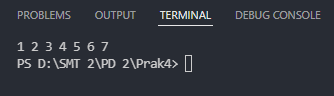 PROBLEMS OUTPUT TERMINAL DEBUG CONSOLE
1 2 3 4 5 6 7
PS D:\SMT 2\PD 2\Prak4>